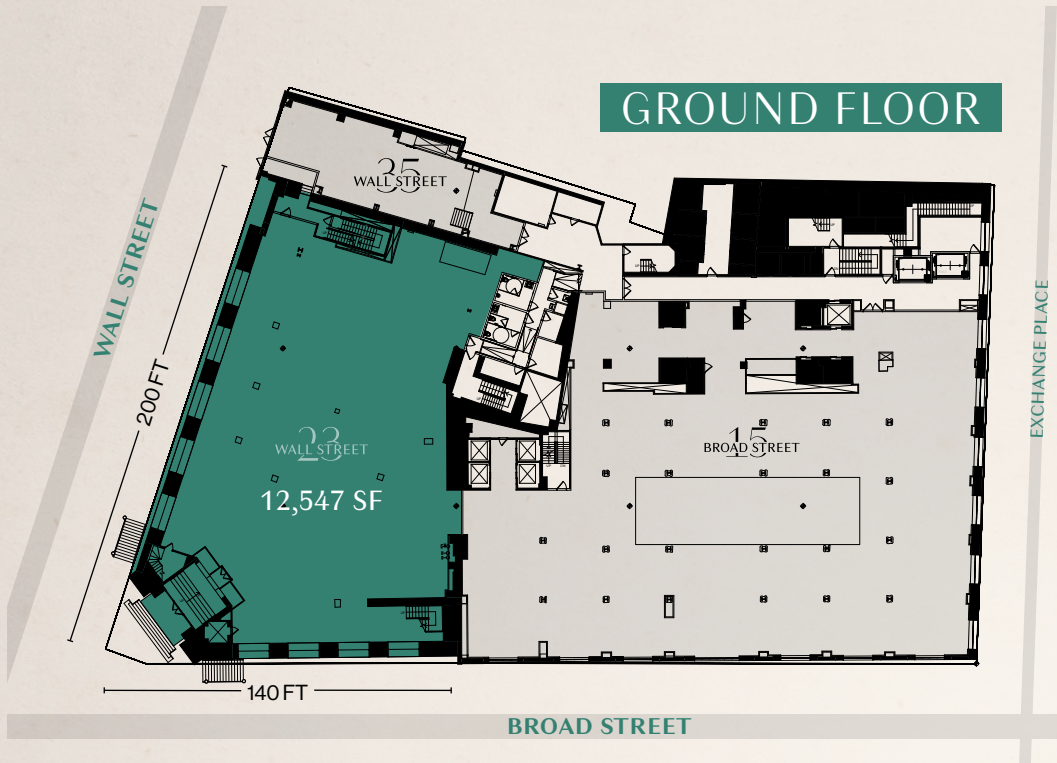 GROUND FLOOR
35
WALL STREET
WALL STREET
200 FT
EXCHANGE PLACE
23
WALL STREET
15
BROAD STREET
12,547 SF
140 FT
BROAD STREET